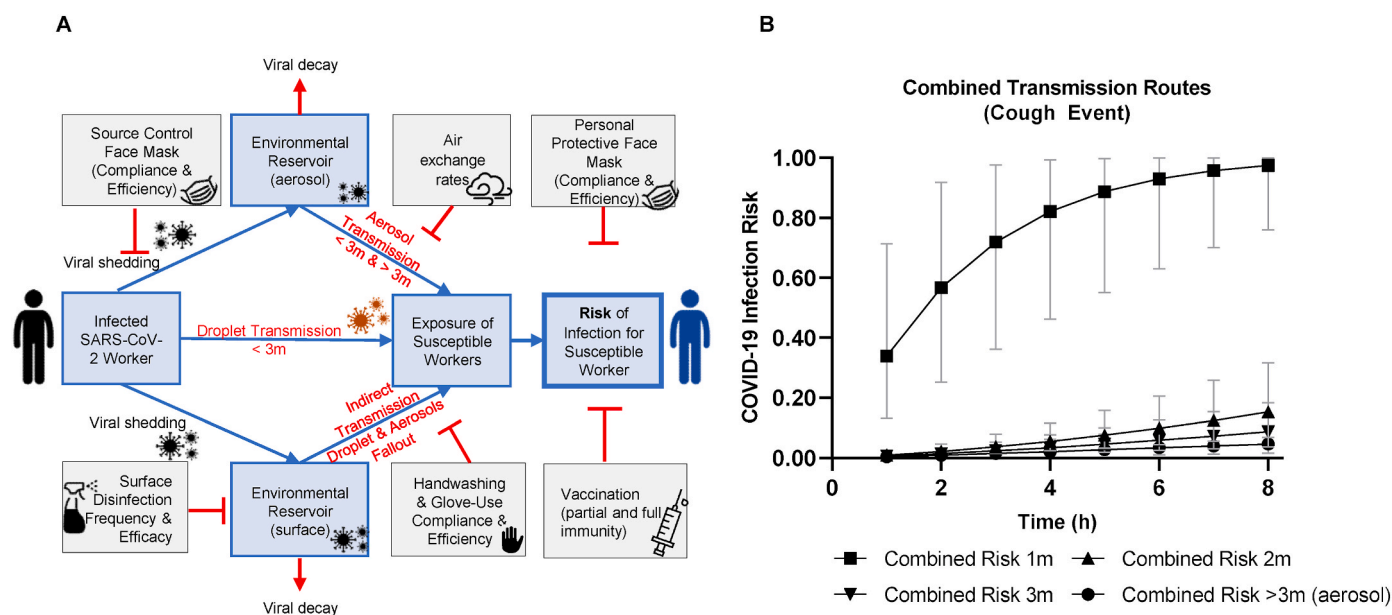 A
Viral decay
Source Control
Face Mask
(Compliance &
Efficiency)
Environmental
Reservoir
(aerosol)
Air
exchange
rates
Personal
Protective Face
Mask
(Compliance &
Efficiency)
Aerosol
Transmission
< 3m & > 3m
Viral shedding
Infected
SARS-CoV-
2 Worker
Droplet Transmission
< 3m
Exposure of
Susceptible
Workers
Risk of
Infection for
Susceptible
Worker
Viral shedding
Indirect
Transmission
Droplet & Aerosols
Fallout
Surface
Disinfection
Frequency &
Efficacy
Environmental
Reservoir
(surface)
Handwashing
& Glove-Use
Compliance &
Efficiency
Vaccination
(partial and full
immunity)
Viral decay
B
Combined Transmission Routes
(Cough Event)
COVID-19 Infection Risk
1.00
0.80
0.60
0.40
0.20
0.00
0 2 4 6 8
Time (h)
Combined Risk 1m Combined Risk 2m
Combined Risk 3m Combined Risk >3m (aerosol)